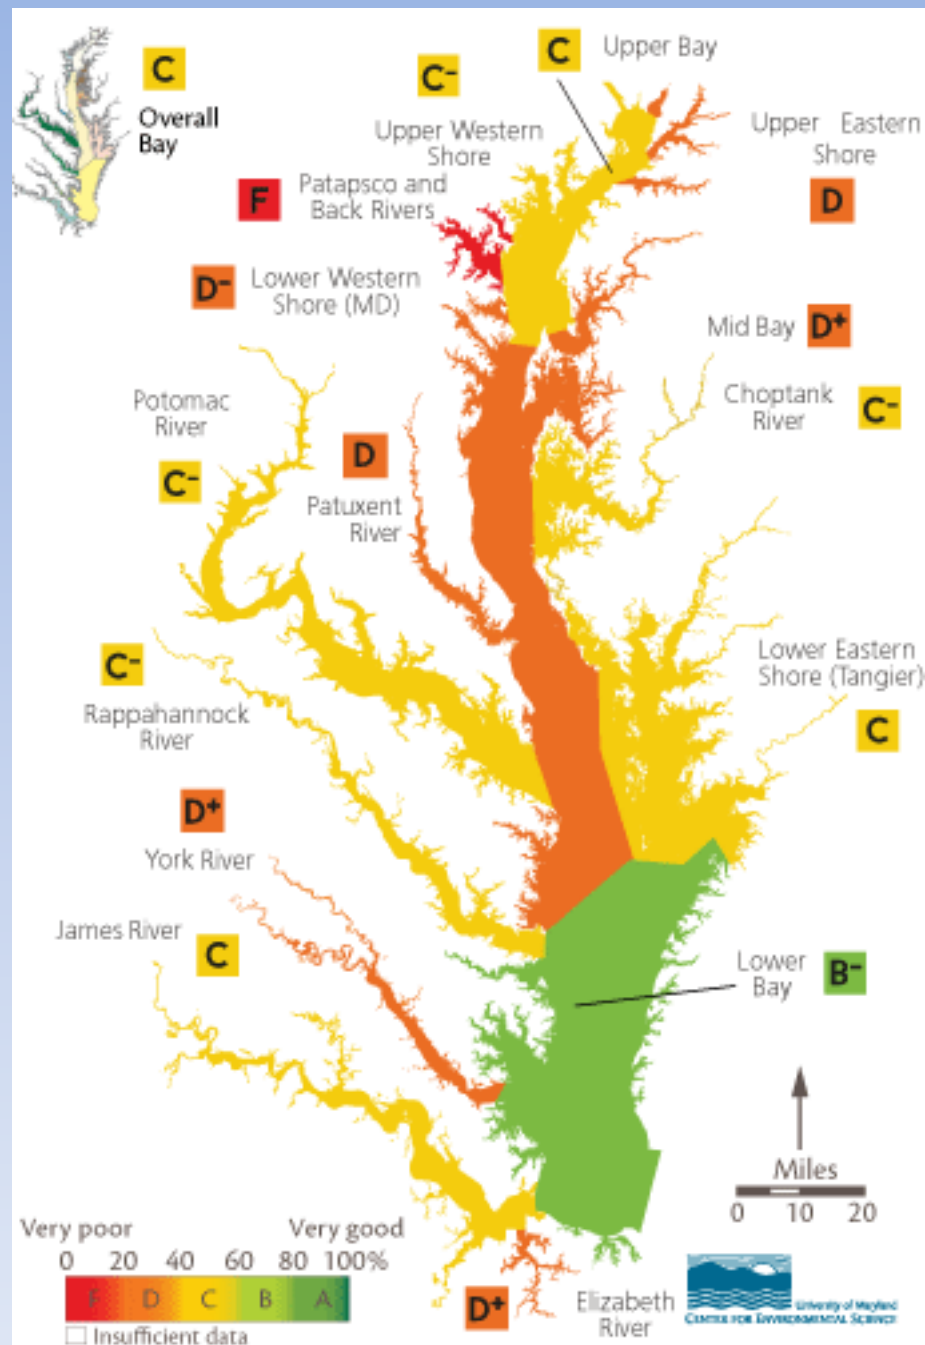 C
Overall
Bay
C-
Upper Western
Shore
C
Upper Bay
Upper Eastern
Shore
D
F
Patapsco and
Back Rivers
D-
Lower Western
Shore (MD)
Mid Bay
D+
Potomac
River
C-
D
Patuxent
River
Choptank
River
C-
C-
Rappahannock
River
Lower Eastern
Shore (Tangier)
C
D+
York River
James River
C
Lower
Bay
B-
Miles
0 10 20
Very poor Very good
0 20 40 60 80 100%
F D C B A
Insufficient data
D+
Elizabeth
River
University of Maryland
CENTER FOR ENVIRONMENTAL SCIENCE